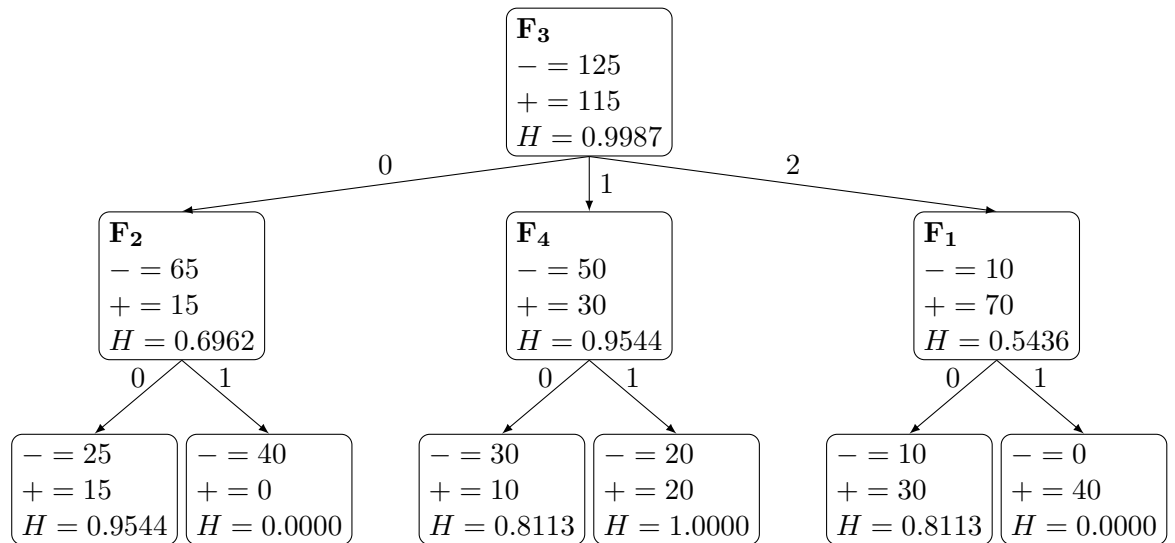 F₃
− = 125
+ = 115
H = 0.9987
0
1
2
F₂
− = 65
+ = 15
H = 0.6962
F₄
− = 50
+ = 30
H = 0.9544
F₁
− = 10
+ = 70
H = 0.5436
0
1
0
1
0
1
− = 25
+ = 15
H = 0.9544
− = 40
+ = 0
H = 0.0000
− = 30
+ = 10
H = 0.8113
− = 20
+ = 20
H = 1.0000
− = 10
+ = 30
H = 0.8113
− = 0
+ = 40
H = 0.0000